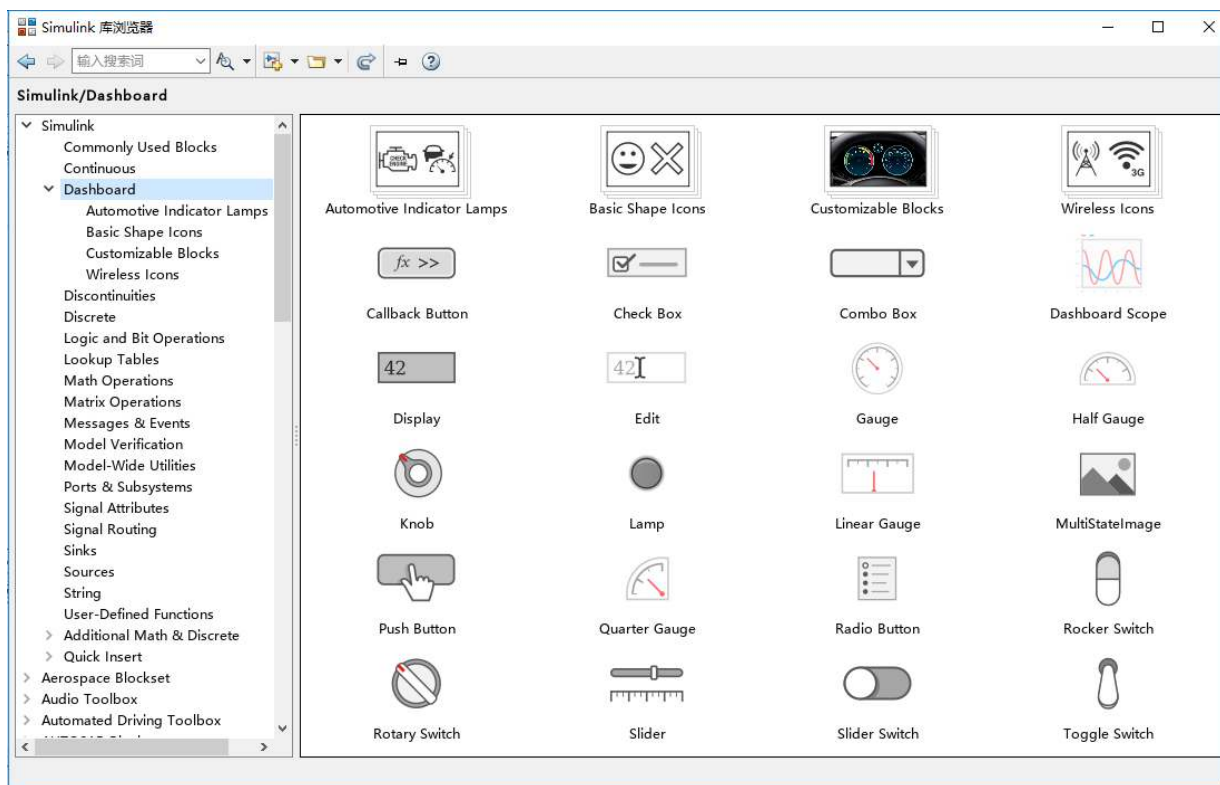 Simulink 库浏览器
输入搜索词
Simulink/Dashboard
Simulink
Commonly Used Blocks
Continuous
Dashboard
Automotive Indicator Lamps
Basic Shape Icons
Customizable Blocks
Wireless Icons
Discontinuities
Discrete
Logic and Bit Operations
Lookup Tables
Math Operations
Matrix Operations
Messages & Events
Model Verification
Model-Wide Utilities
Ports & Subsystems
Signal Attributes
Signal Routing
Sinks
Sources
String
User-Defined Functions
Additional Math & Discrete
Quick Insert
Aerospace Blockset
Audio Toolbox
Automated Driving Toolbox
CHECK ENGINE
3G
Automotive Indicator Lamps Basic Shape Icons Customizable Blocks Wireless Icons
fx >>
Callback Button Check Box Combo Box Dashboard Scope
42 42
Display Edit Gauge Half Gauge
Knob Lamp Linear Gauge MultiStateImage
Push Button Quarter Gauge Radio Button Rocker Switch
Rotary Switch Slider Slider Switch Toggle Switch